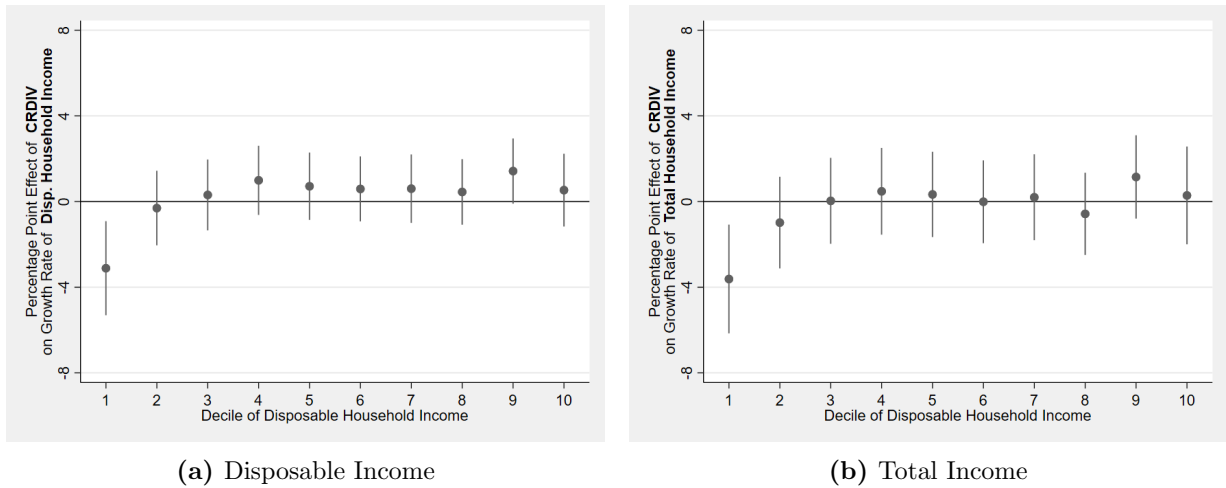 Percentage Point Effect of CRDIV
on Growth Rate of Disp. Household Income
8
4
0
-4
-8
1 2 3 4 5 6 7 8 9 10
Decile of Disposable Household Income
(a) Disposable Income
Percentage Point Effect of CRDIV
on Growth Rate of Total Household Income
8
4
0
-4
-8
1 2 3 4 5 6 7 8 9 10
Decile of Disposable Household Income
(b) Total Income